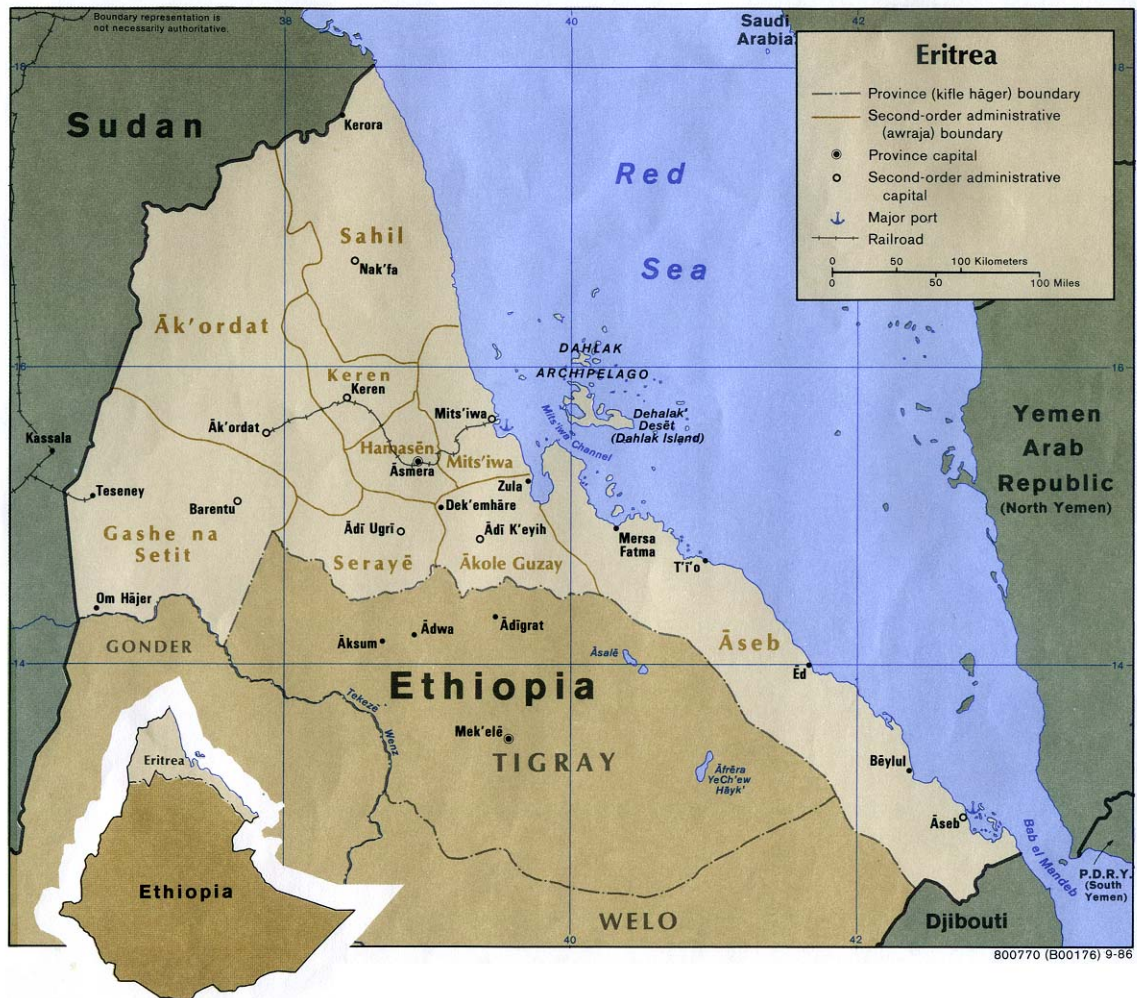 Boundary representation is
not necessarily authoritative.
38
40
42
Saudi
Arabia
Eritrea
Province (kifle hāger) boundary
Second-order administrative
(awraja) boundary
Province capital
Second-order administrative
capital
Major port
Railroad
0 50 100 Kilometers
0 50 100 Miles
18
18
Sudan
Kerora
Red
Sea
Sahil
Nak'fa
Āk'ordat
16
16
DAHLAK
ARCHIPELAGO
Keren
Keren
Dehalak'
Desēt
(Dahlak Island)
Mits'iwa Channel
Mits'iwa
Āk'ordat
Kassala
Hamasēn
Āsmera
Mits'iwa
Yemen
Arab
Republic
(North Yemen)
Teseney
Barentu
Zula
Dek'emhāre
Gashe na
Setit
Ādī Ugrī
Ādī K'eyih
Mersa
Fatma
T'ī'o
Serayē
Ākole Guzay
Om Hājer
GONDER
Āksum
Ādwa
Ādīgrat
Āsalē
Āseb
14
14
Ēd
Ethiopia
Tekezē
Wenz
Mek'elē
TIGRAY
Āfrēra
YeCh'ew
Hāyk'
Bēylul
Āseb
Bab el Mandeb
Eritrea
Ethiopia
P.D.R.Y.
(South
Yemen)
WELO
Djibouti
40
42
800770 (B00176) 9-86